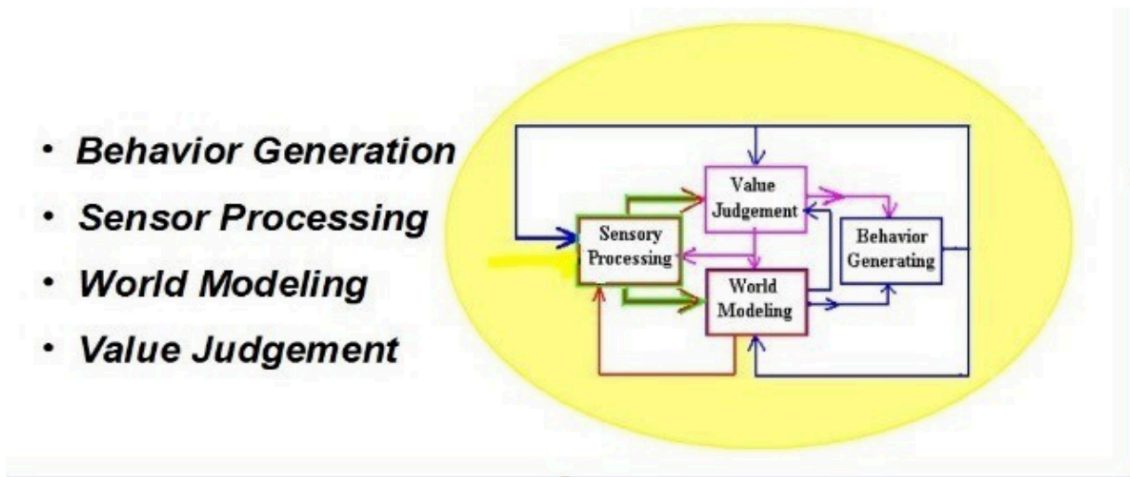 • Behavior Generation
• Sensor Processing
• World Modeling
• Value Judgement
Value
Judgement
Sensory
Processing
Behavior
Generating
World
Modeling